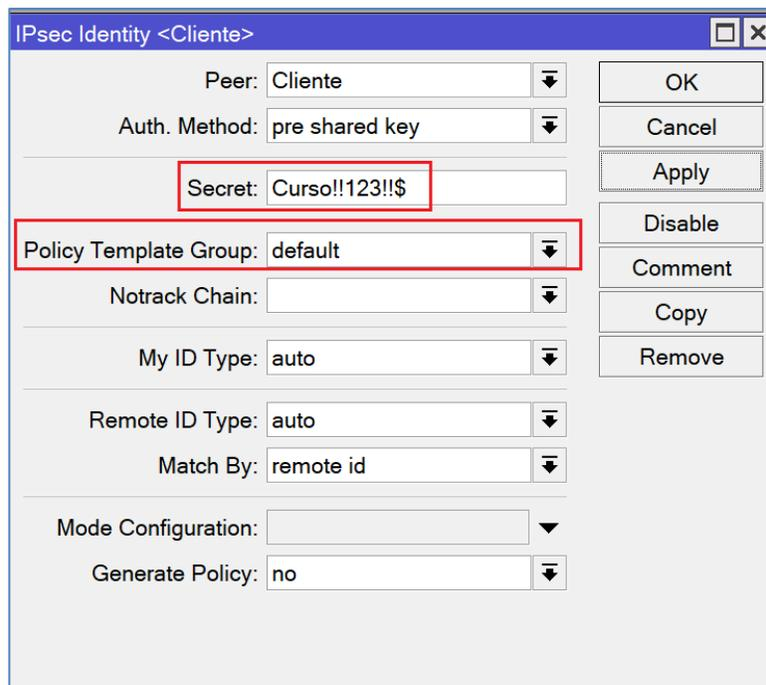 IPsec Identity <Cliente>
Peer: Cliente
OK
Auth. Method: pre shared key
Cancel
Apply
Secret: Curso!!123!!$
Disable
Policy Template Group: default
Comment
Notrack Chain:
Copy
My ID Type: auto
Remove
Remote ID Type: auto
Match By: remote id
Mode Configuration:
Generate Policy: no